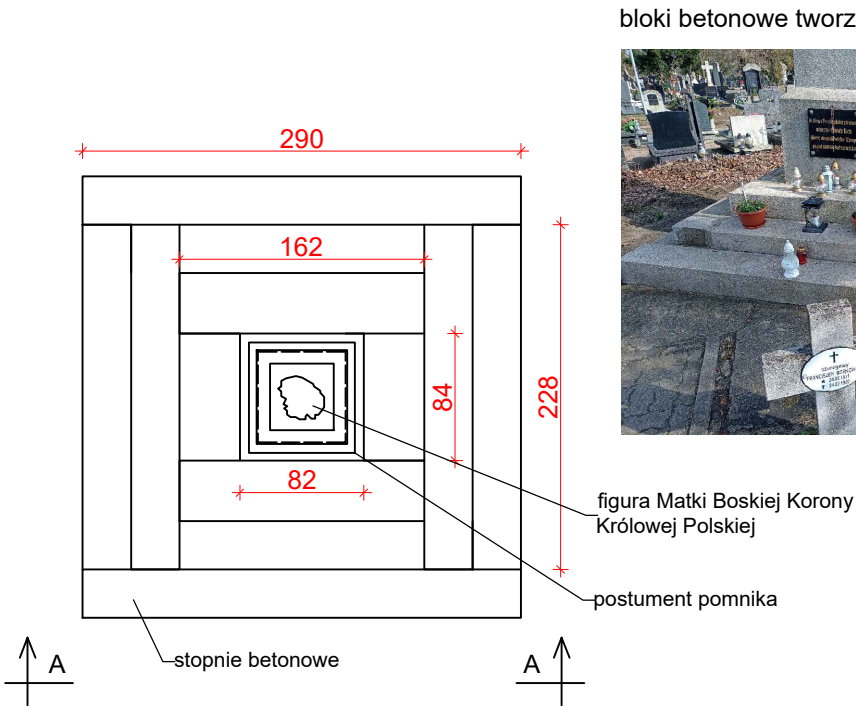 bloki betonowe tworz
290
162
84
228
82
figura Matki Boskiej Korony
Królowej Polskiej
postument pomnika
stopnie betonowe
A
A